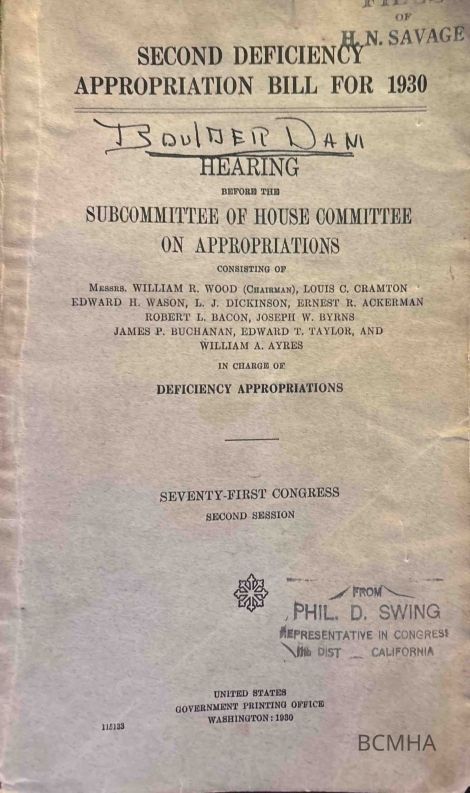 FILES
OF
H. N. SAVAGE
SECOND DEFICIENCY
APPROPRIATION BILL FOR 1930
BOULDER DAM
HEARING
BEFORE THE
SUBCOMMITTEE OF HOUSE COMMITTEE
ON APPROPRIATIONS
CONSISTING OF
MESSRS. WILLIAM R. WOOD (CHAIRMAN), LOUIS C. CRAMTON
EDWARD H. WASON, L. J. DICKINSON, ERNEST R. ACKERMAN
ROBERT L. BACON, JOSEPH W. BYRNS
JAMES P. BUCHANAN, EDWARD T. TAYLOR, AND
WILLIAM A. AYRES
IN CHARGE OF
DEFICIENCY APPROPRIATIONS
SEVENTY-FIRST CONGRESS
SECOND SESSION
FROM
PHIL. D. SWING
REPRESENTATIVE IN CONGRESS
11th DIST CALIFORNIA
UNITED STATES
GOVERNMENT PRINTING OFFICE
WASHINGTON : 1930
115133
BCMHA